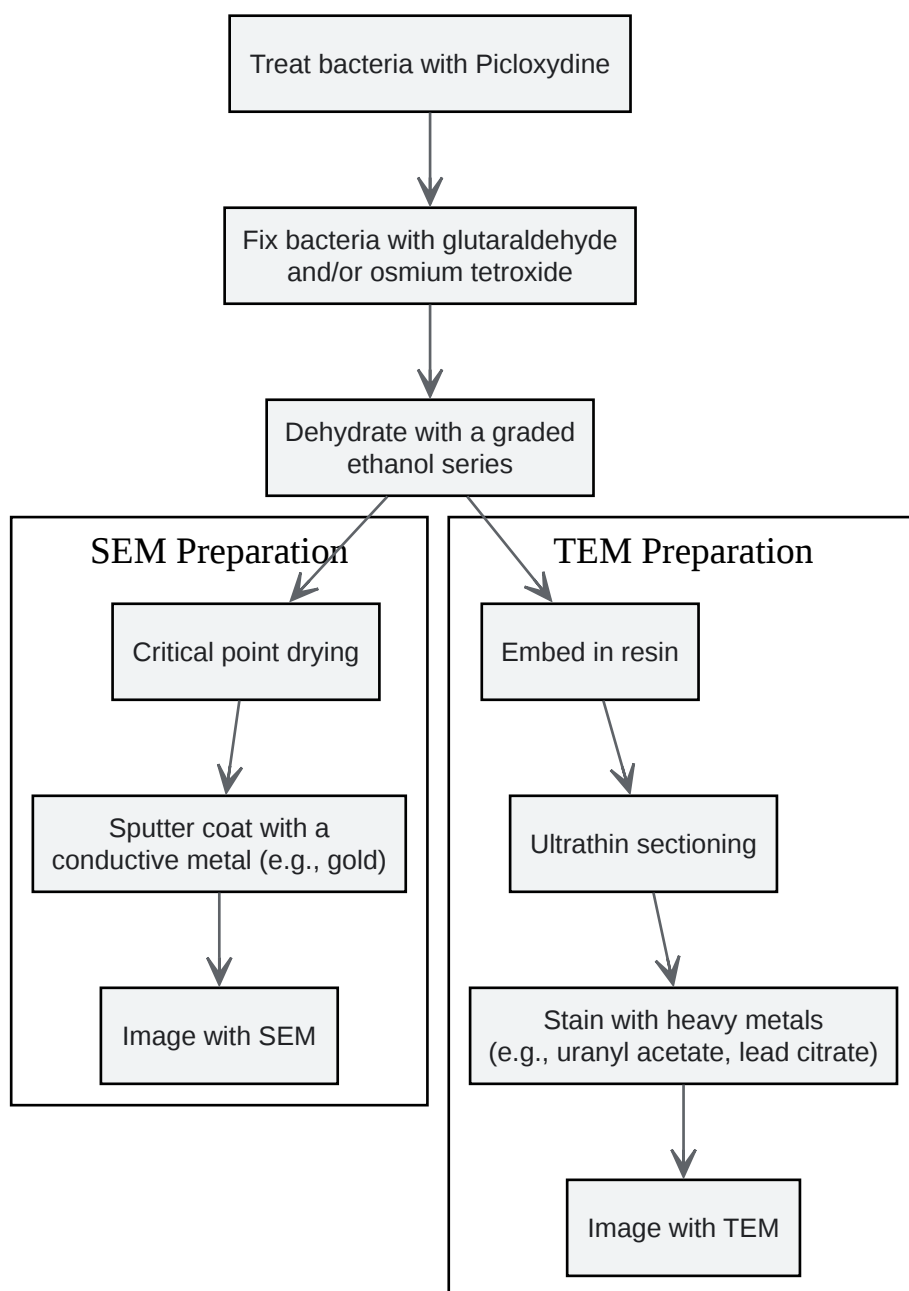 Treat bacteria with Picloxydine
Fix bacteria with glutaraldehyde
and/or osmium tetroxide
Dehydrate with a graded
ethanol series
SEM Preparation
Critical point drying
Sputter coat with a
conductive metal (e.g., gold)
Image with SEM
TEM Preparation
Embed in resin
Ultrathin sectioning
Stain with heavy metals
(e.g., uranyl acetate, lead citrate)
Image with TEM